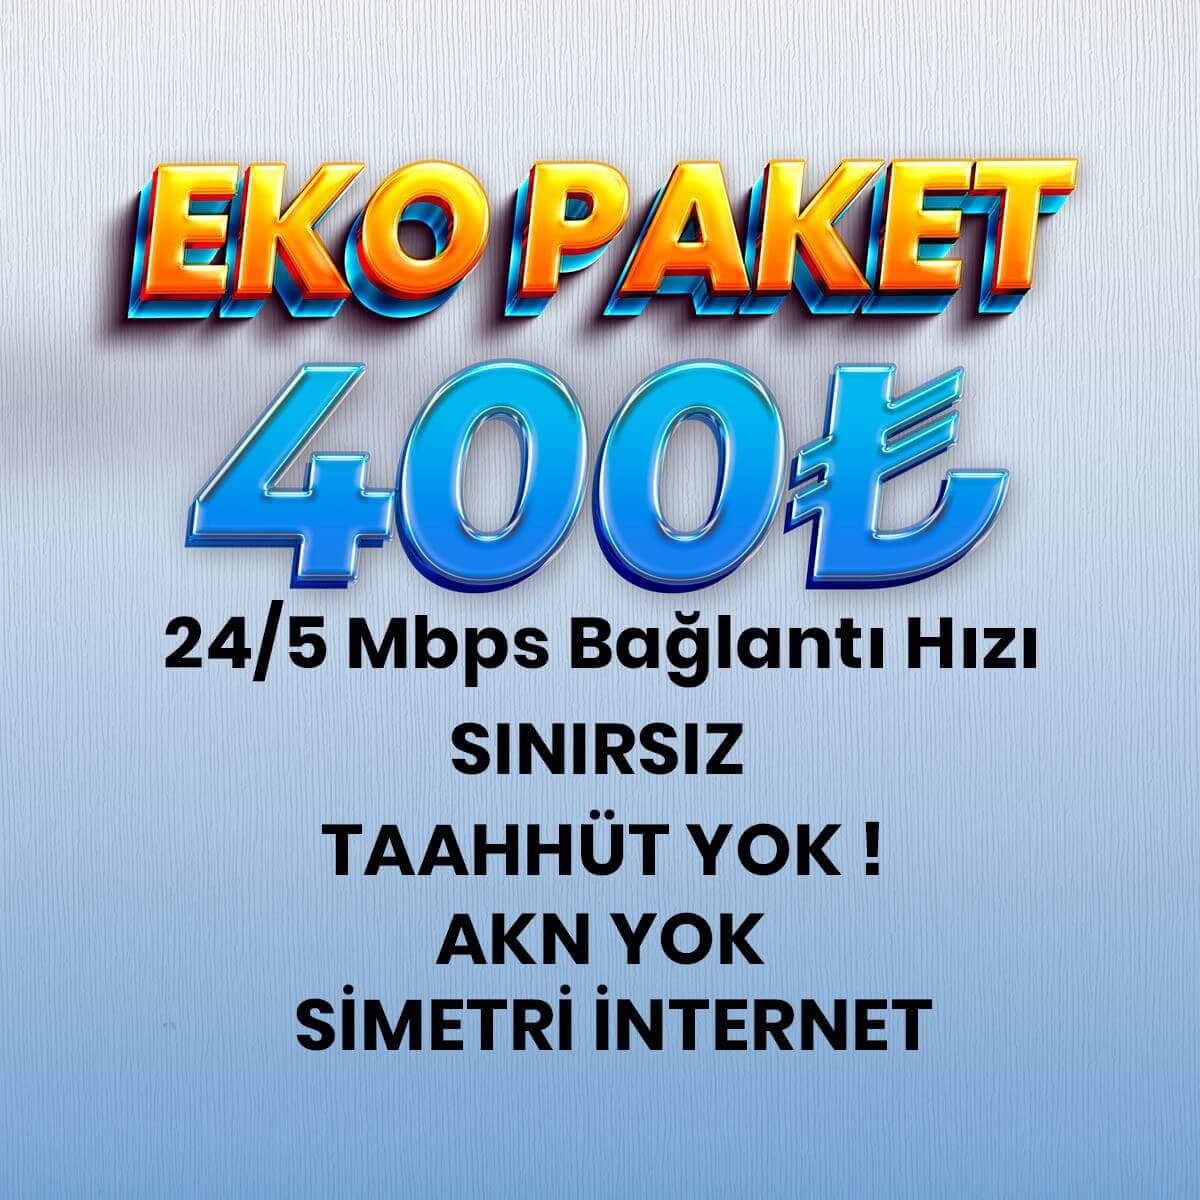 EKO PAKET
400₺
24/5 Mbps Bağlantı Hızı
SINIRSIZ
TAAHHÜT YOK !
AKN YOK
SİMETRİ İNTERNET